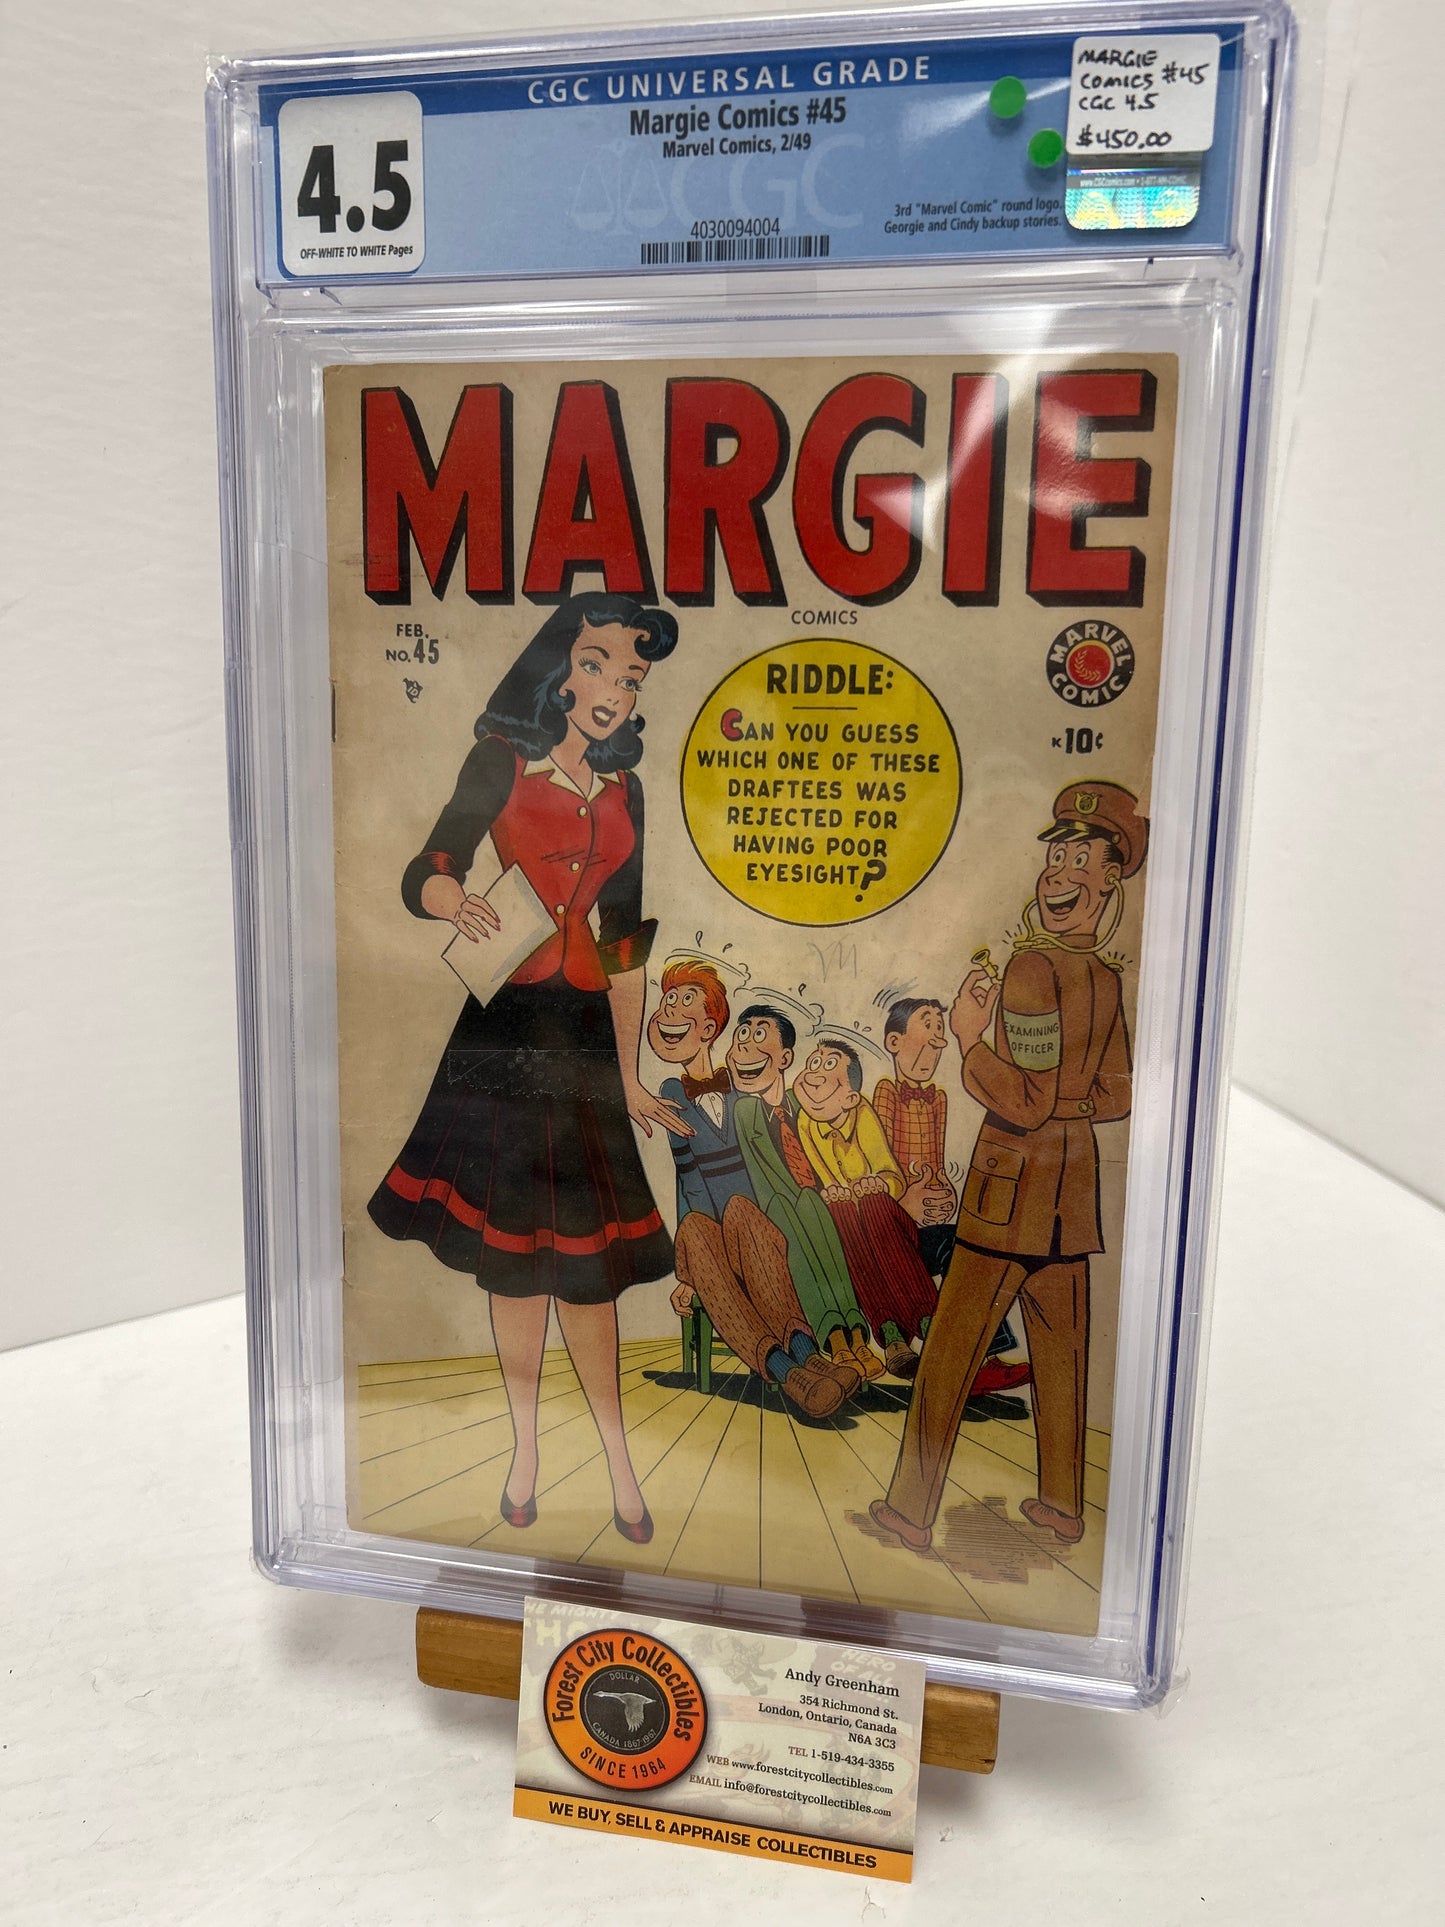 CGC UNIVERSAL GRADE
4.5
OFF-WHITE TO WHITE Pages
Margie Comics #45
Marvel Comics, 2/49
4030094004
3rd "Marvel Comic" round logo.
Georgie and Cindy backup stories.
MARGIE
COMICS #45
CGC 4.5
$450.00
MARGIE
COMICS
FEB.
NO. 45
MARVEL
COMIC
K 10¢
RIDDLE:
CAN YOU GUESS
WHICH ONE OF THESE
DRAFTEES WAS
REJECTED FOR
HAVING POOR
EYESIGHT?
EXAMINING
OFFICER
Forest City Collectibles
DOLLAR
CANADA 1867-1967
SINCE 1964
Andy Greenham
354 Richmond St.
London, Ontario, Canada
N6A 3C3
TEL 1-519-434-3355
WEB www.forestcitycollectibles.com
EMAIL info@forestcitycollectibles.com
WE BUY, SELL & APPRAISE COLLECTIBLES